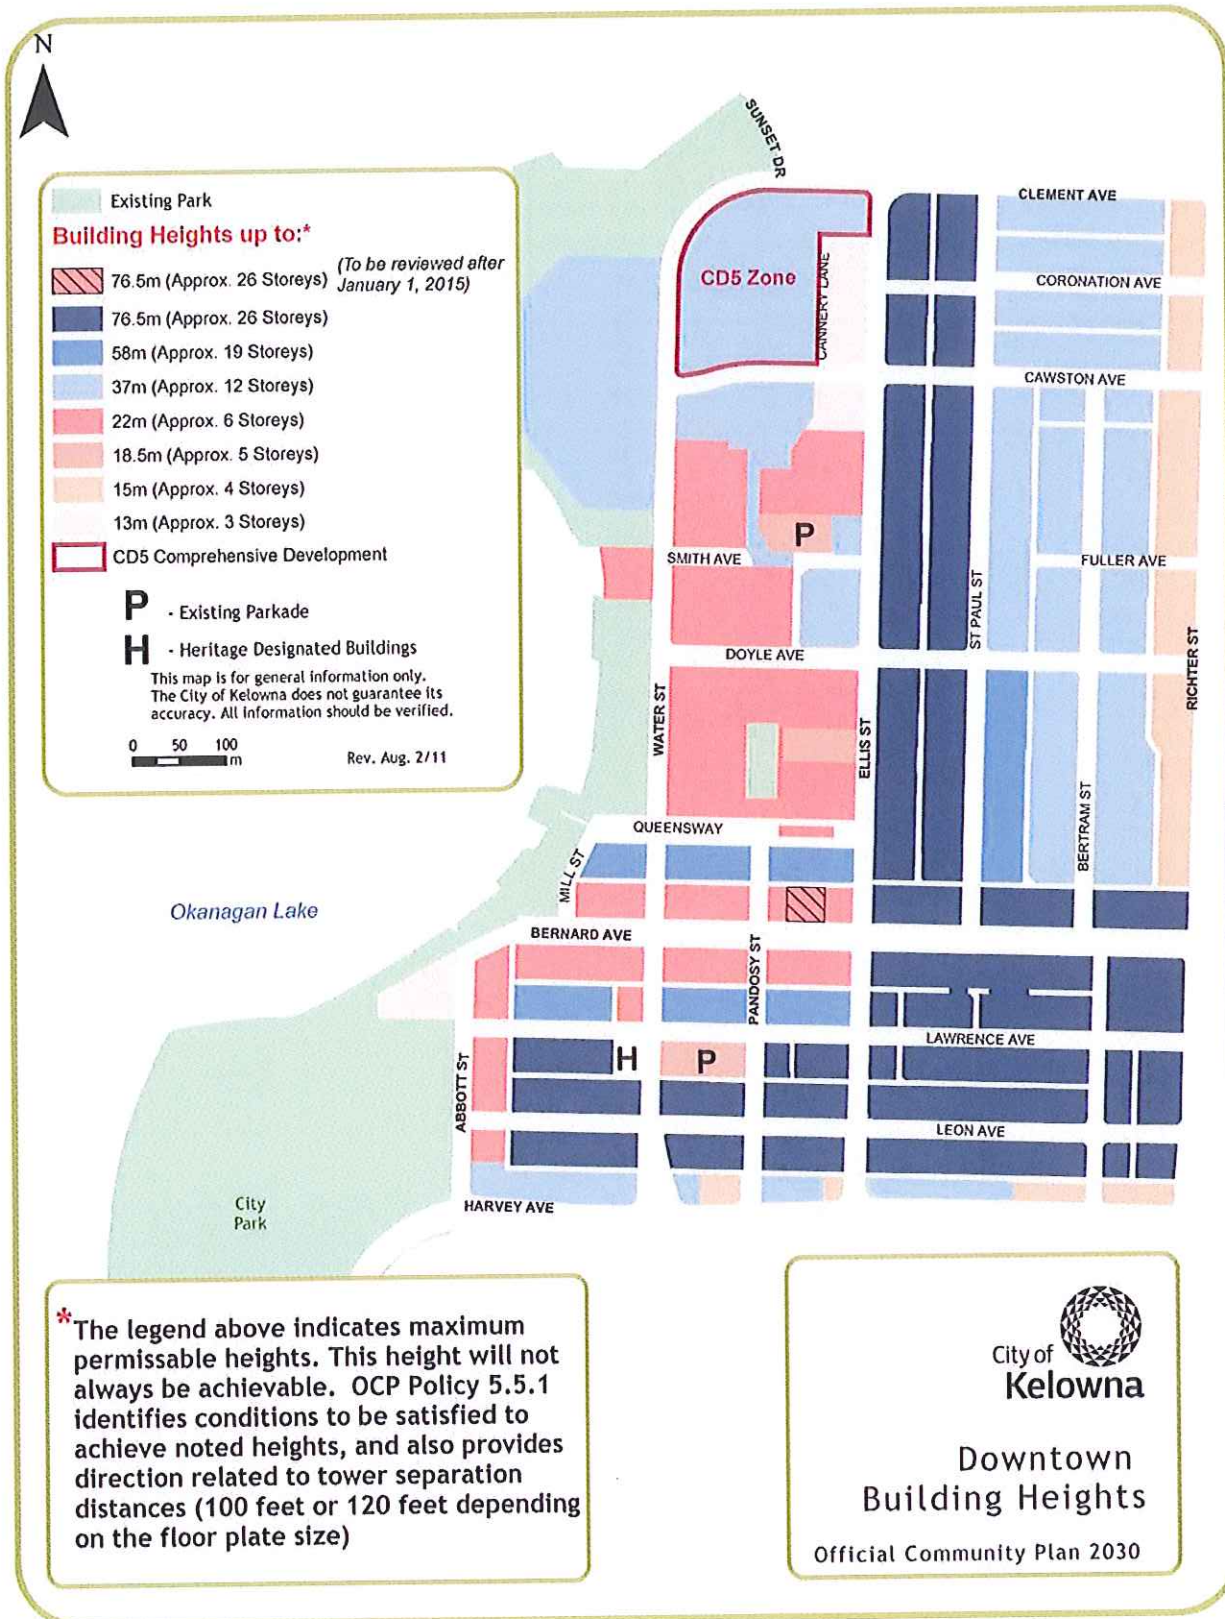 N
Existing Park
Building Heights up to:*
76.5m (Approx. 26 Storeys)
(To be reviewed after
January 1, 2015)
76.5m (Approx. 26 Storeys)
58m (Approx. 19 Storeys)
37m (Approx. 12 Storeys)
22m (Approx. 6 Storeys)
18.5m (Approx. 5 Storeys)
15m (Approx. 4 Storeys)
13m (Approx. 3 Storeys)
CD5 Comprehensive Development
P - Existing Parkade
H - Heritage Designated Buildings
This map is for general information only.
The City of Kelowna does not guarantee its
accuracy. All information should be verified.
0 50 100
m
Rev. Aug. 2/11
SUNSET DR
CLEMENT AVE
CD5 Zone
CANNERY LANE
CORONATION AVE
CAWSTON AVE
P
SMITH AVE
FULLER AVE
ST PAUL ST
DOYLE AVE
RICHTER ST
WATER ST
ELLIS ST
BERTRAM ST
QUEENSWAY
MILL ST
Okanagan Lake
BERNARD AVE
PANDOSY ST
LAWRENCE AVE
H
P
ABBOTT ST
LEON AVE
City
Park
HARVEY AVE
*The legend above indicates maximum
permissable heights. This height will not
always be achievable. OCP Policy 5.5.1
identifies conditions to be satisfied to
achieve noted heights, and also provides
direction related to tower separation
distances (100 feet or 120 feet depending
on the floor plate size)
City of
Kelowna
Downtown
Building Heights
Official Community Plan 2030